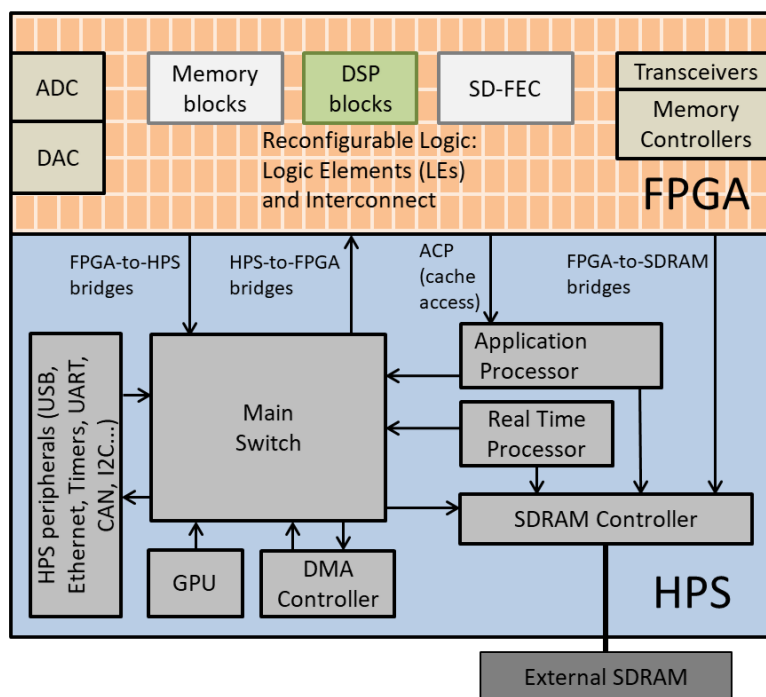 ADC
DAC
Memory
blocks
DSP
blocks
SD-FEC
Transceivers
Memory
Controllers
Reconfigurable Logic:
Logic Elements (LEs)
and Interconnect
FPGA
FPGA-to-HPS
bridges
HPS-to-FPGA
bridges
ACP
(cache
access)
FPGA-to-SDRAM
bridges
HPS peripherals (USB,
Ethernet, Timers, UART,
CAN, I2C...)
Main
Switch
Application
Processor
Real Time
Processor
SDRAM Controller
GPU
DMA
Controller
HPS
External SDRAM